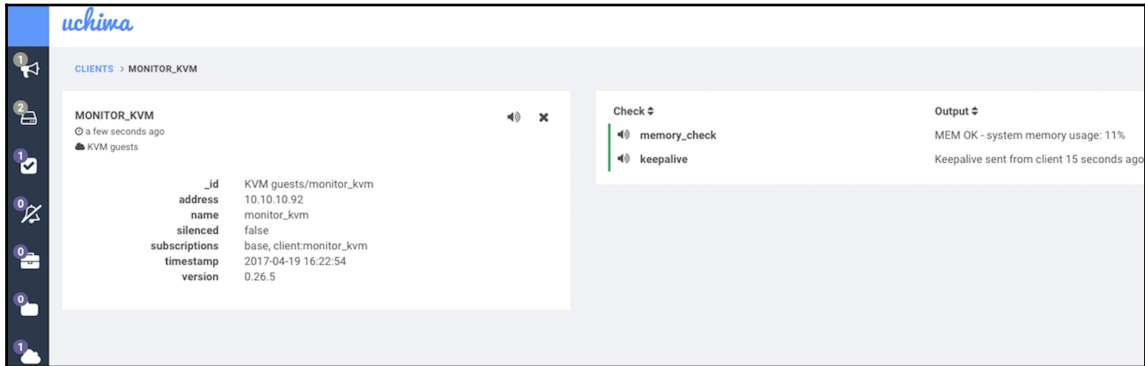 uchiwa
CLIENTS > MONITOR_KVM
1
2
1
0
0
0
1
MONITOR_KVM
a few seconds ago
KVM guests
_id KVM guests/monitor_kvm
address 10.10.10.92
name monitor_kvm
silenced false
subscriptions base, client:monitor_kvm
timestamp 2017-04-19 16:22:54
version 0.26.5
Check Output
memory_check MEM OK - system memory usage: 11%
keepalive Keepalive sent from client 15 seconds ago